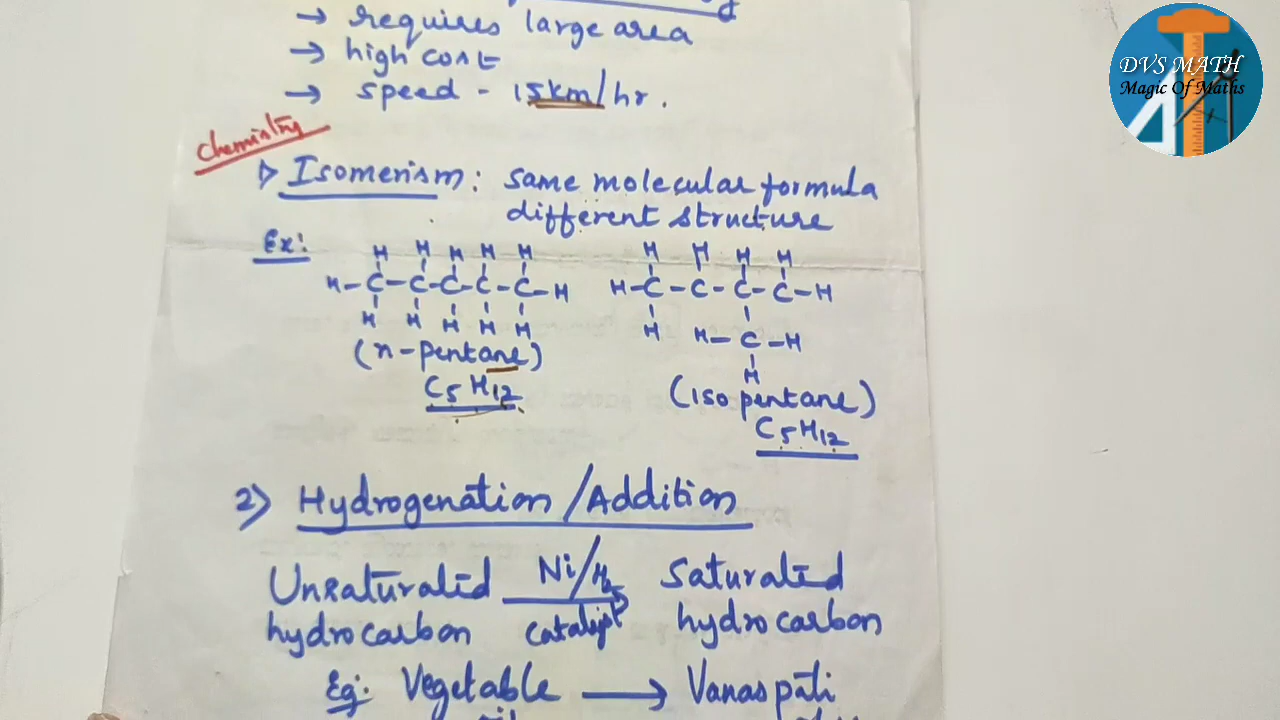 → requires large area
→ high cost
→ speed - 15km/hr.
DVS MATH
Magic Of Maths
Chemistry
1) Isomerism: same molecular formula
different structure
Ex:
H H H H H
H-C-C-C-C-C-H
H H H H H
(n-pentane)
C5H12
H H H H
H-C-C-C-C-H
H
H-C-H
H
(iso pentane)
C5H12
2) Hydrogenation/Addition
Unsaturated Ni/H2 Saturated
hydrocarbon catalyst hydrocarbon
Eg: Vegetable → Vanaspati